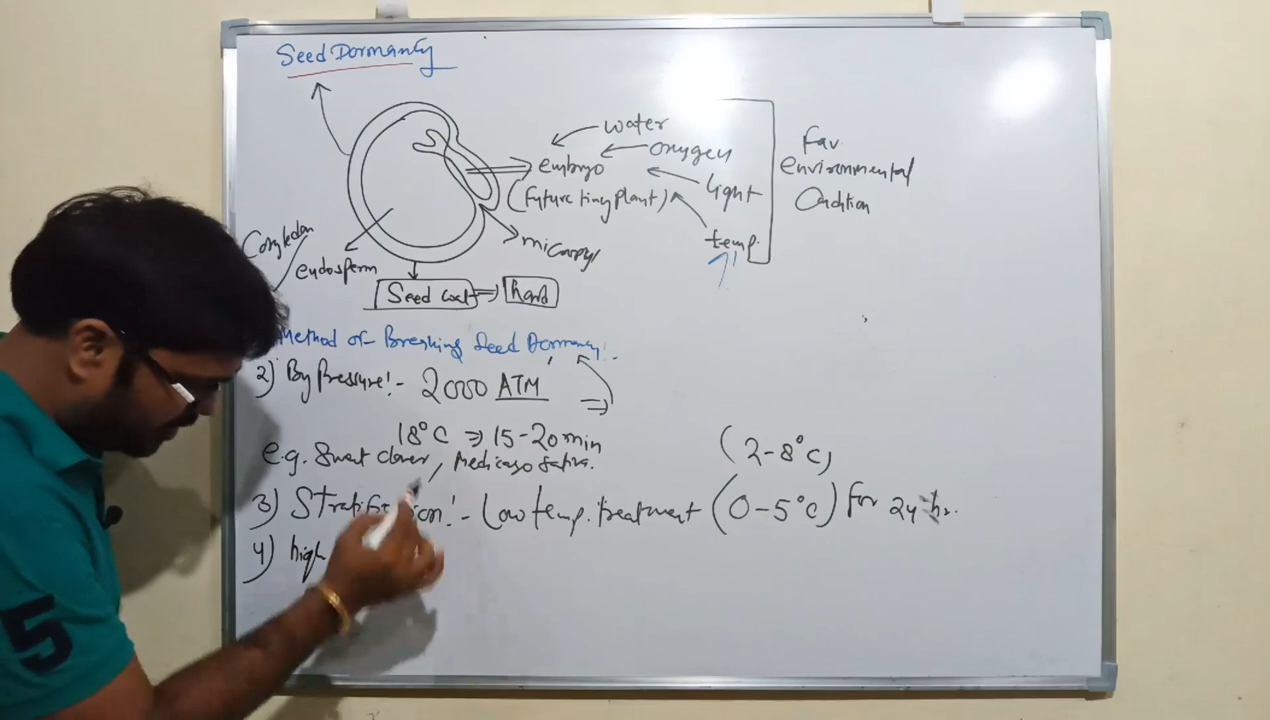 Seed Dormancy
water
oxygen
embryo
light
(future tiny plant)
temp.
Fav.
environmental
Condition
micropyl
endosperm
Seed coat ⇒ hard
Method of Breaking Seed Dormancy:-
2) By Pressure:- 2000 ATM ⇒
18°C ⇒ 15-20 min
e.g. Sweet clover, Medicago sativa.
(2-8°C)
3) Stratification:- Low temp. treatment (0-5°C) for 24 hr.
4) high
5